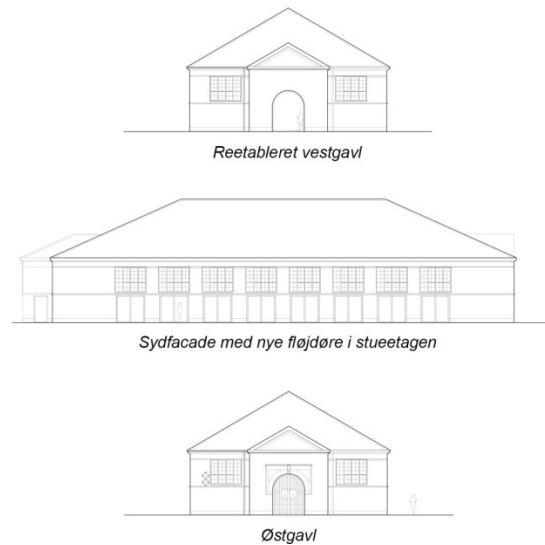 Reetableret vestgavl
Sydfacade med nye fløjdøre i stueetagen
Østgavl